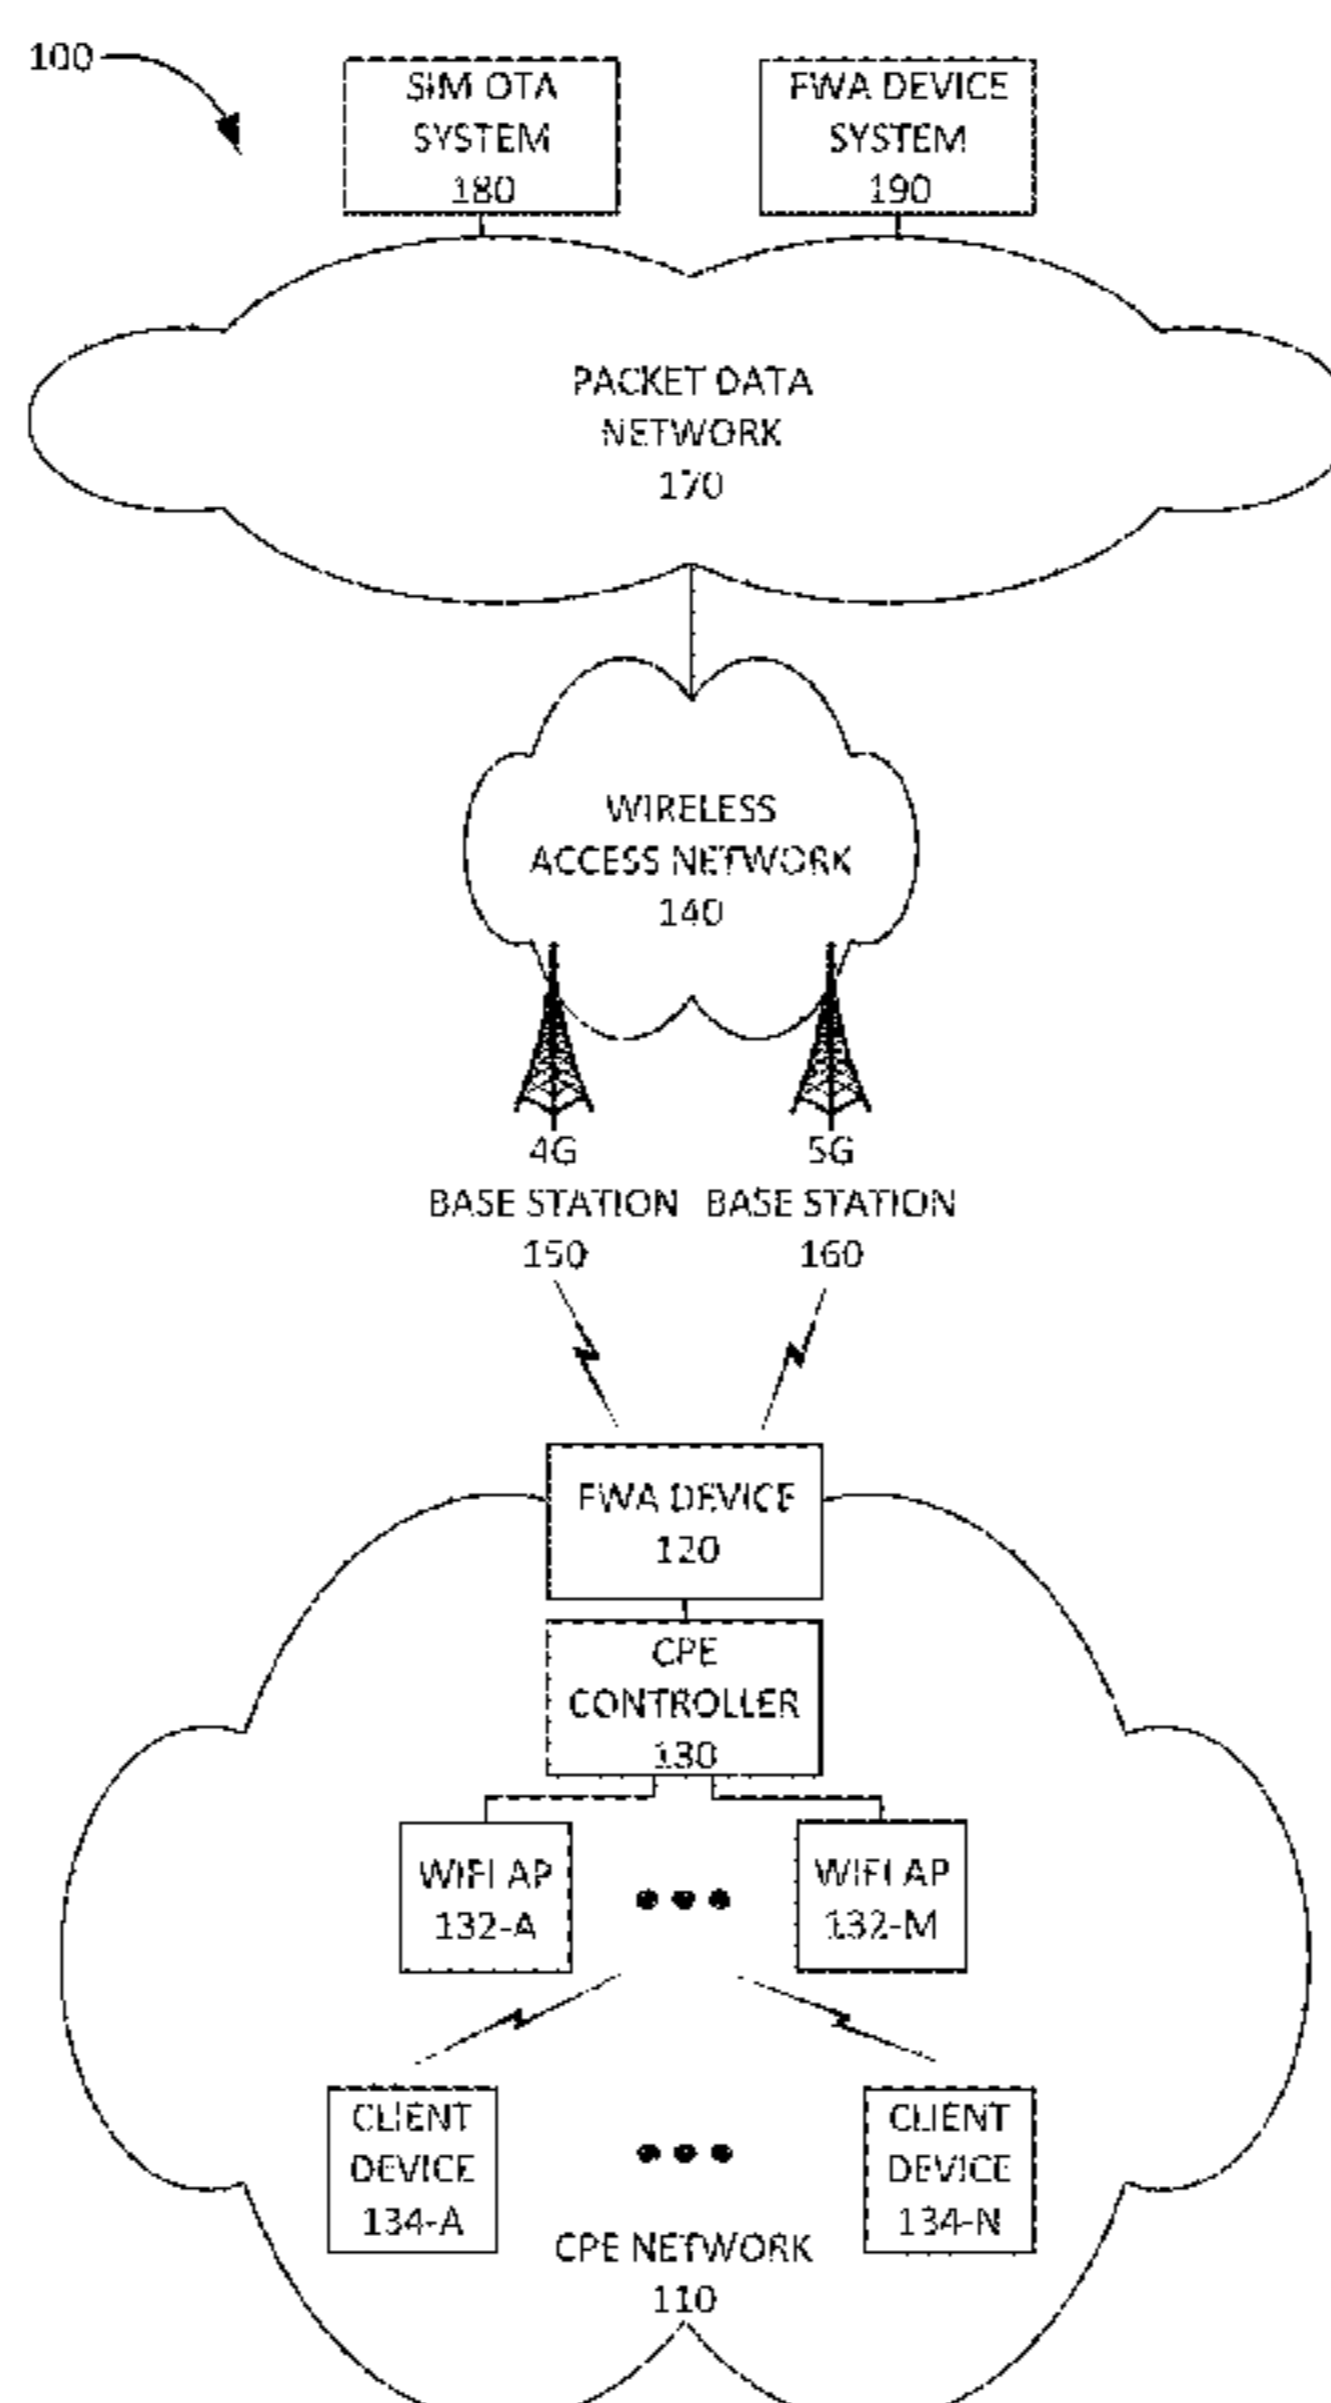 100
SIM OTA
SYSTEM
180
FWA DEVICE
SYSTEM
190
PACKET DATA
NETWORK
170
WIRELESS
ACCESS NETWORK
140
4G
BASE STATION
150
5G
BASE STATION
160
FWA DEVICE
120
CPE
CONTROLLER
130
WIFI AP
132-A
WIFI AP
132-M
CLIENT
DEVICE
134-A
CLIENT
DEVICE
134-N
CPE NETWORK
110